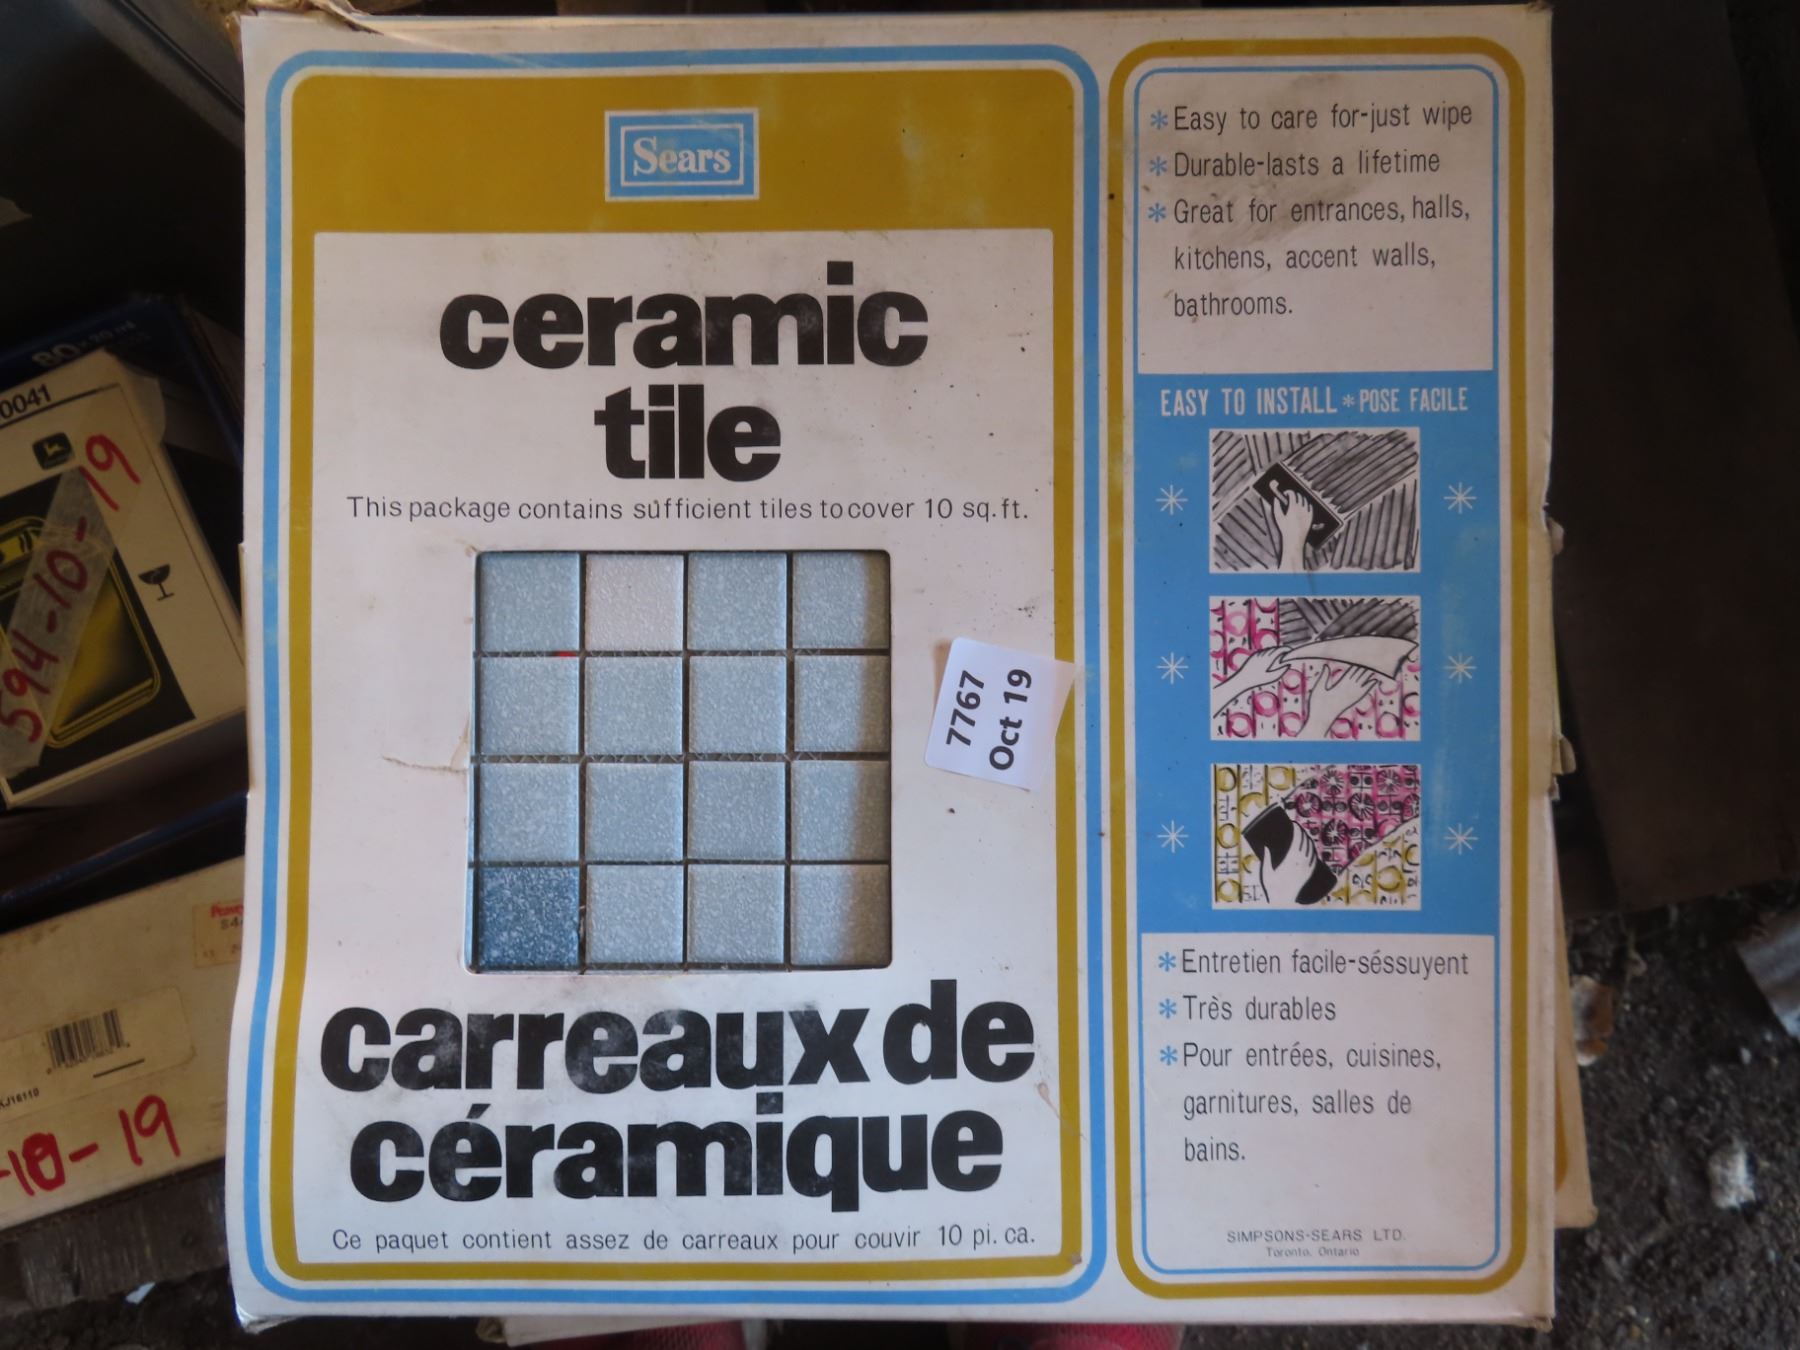 Sears
ceramic
tile
This package contains sufficient tiles to cover 10 sq. ft.
7767
Oct 19
carreaux de
céramique
Ce paquet contient assez de carreaux pour couvrir 10 pi. ca.
* Easy to care for-just wipe
* Durable-lasts a lifetime
* Great for entrances, halls,
kitchens, accent walls,
bathrooms.
EASY TO INSTALL * POSE FACILE
* Entretien facile-séssuyent
* Très durables
* Pour entrées, cuisines,
garnitures, salles de
bains.
SIMPSONS-SEARS LTD.
Toronto, Ontario
0041
594-10-19
-10-19